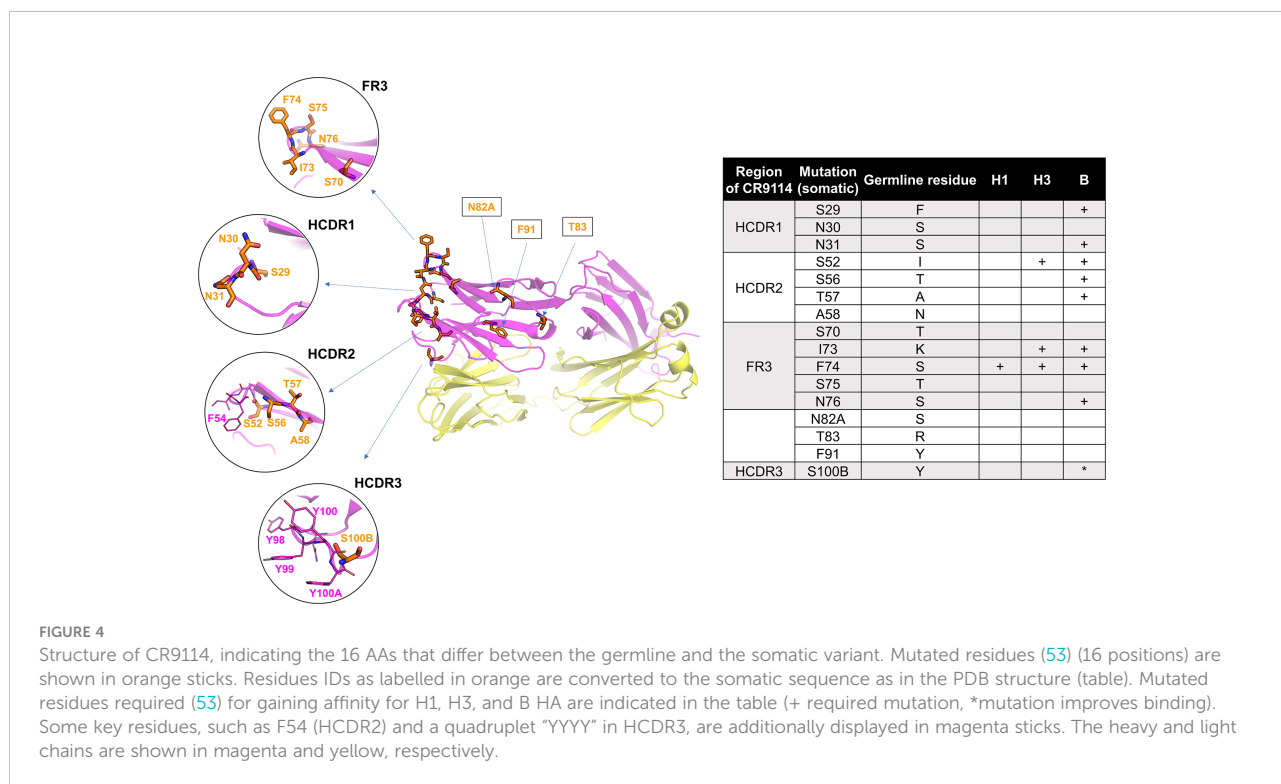 FR3
F74
S75
N76
I73
S70
HCDR1
N30
S29
N31
HCDR2
T57
F54
S52 S56
A58
HCDR3
Y100
Y98
S100B
Y99
Y100A
N82A
F91
T83
Region of CR9114 Mutation (somatic) Germline residue H1 H3 B
HCDR1 S29 F +
N30 S
N31 S +
HCDR2 S52 I + +
S56 T +
T57 A +
A58 N
FR3 S70 T
I73 K + +
F74 S + + +
S75 T
N76 S +
N82A S
T83 R
F91 Y
HCDR3 S100B Y *
FIGURE 4
Structure of CR9114, indicating the 16 AAs that differ between the germline and the somatic variant. Mutated residues (53) (16 positions) are
shown in orange sticks. Residues IDs as labelled in orange are converted to the somatic sequence as in the PDB structure (table). Mutated
residues required (53) for gaining affinity for H1, H3, and B HA are indicated in the table (+ required mutation, *mutation improves binding).
Some key residues, such as F54 (HCDR2) and a quadruplet “YYYY” in HCDR3, are additionally displayed in magenta sticks. The heavy and light
chains are shown in magenta and yellow, respectively.